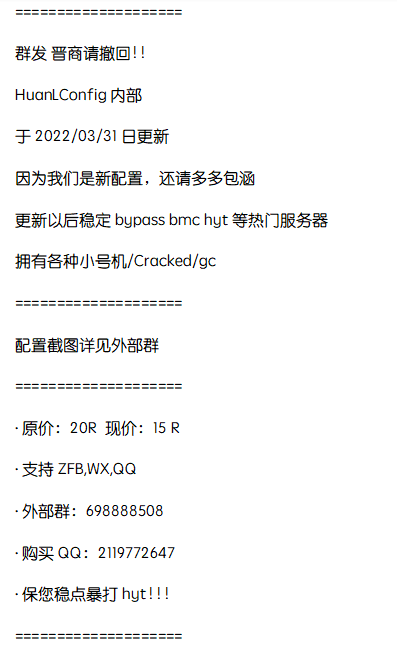 ====================
群发 晋商请撤回!!
HuanLConfig 内部
于 2022/03/31 日更新
因为我们是新配置，还请多多包涵
更新以后稳定 bypass bmc hyt 等热门服务器
拥有各种小号机/Cracked/gc
====================
配置截图详见外部群
====================
· 原价：20R  现价：15 R
· 支持 ZFB,WX,QQ
· 外部群：698888508
· 购买 QQ：2119772647
· 保您稳点暴打 hyt!!!
====================